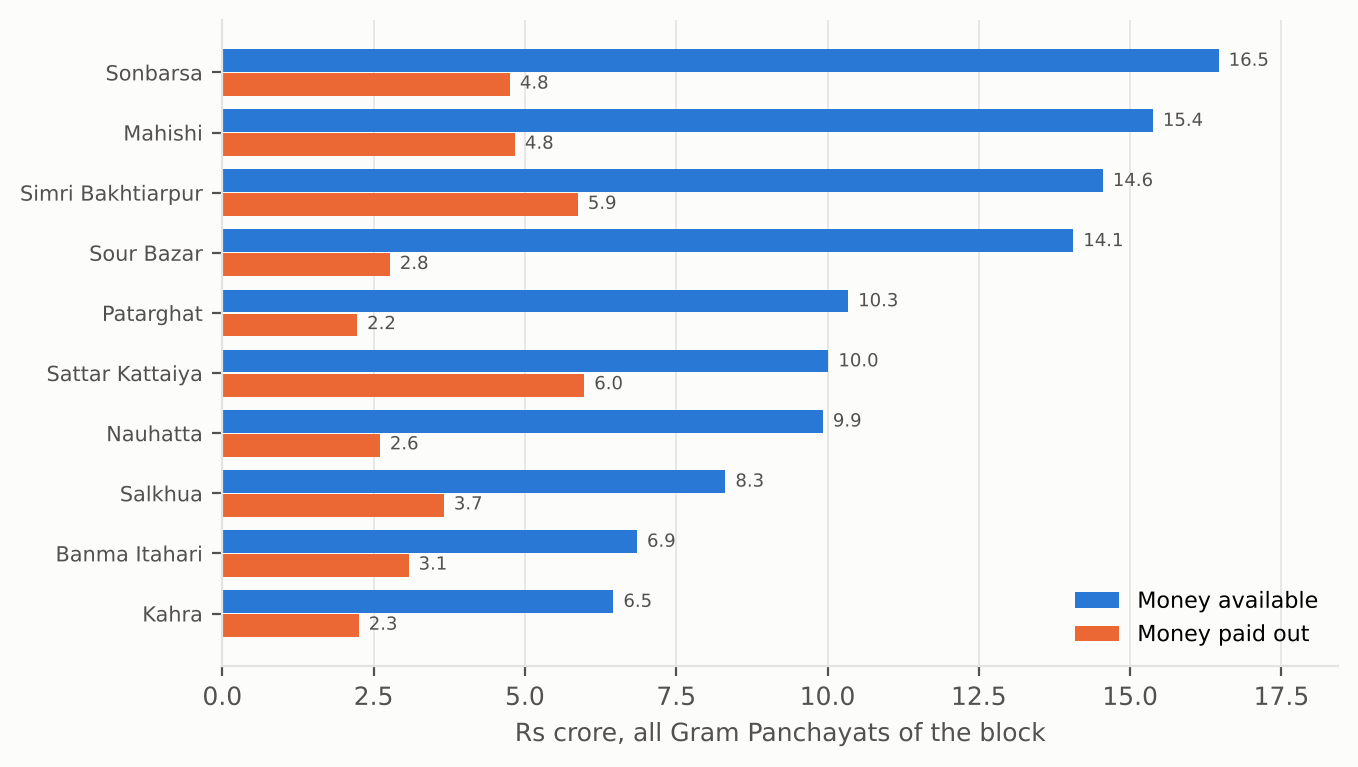 Sonbarsa 16.5
4.8
Mahishi 15.4
4.8
Simri Bakhtiarpur 14.6
5.9
Sour Bazar 14.1
2.8
Patarghat 10.3
2.2
Sattar Kattaiya 10.0
6.0
Nauhatta 9.9
2.6
Salkhua 8.3
3.7
Banma Itahari 6.9
3.1
Kahra 6.5
2.3
Money available
Money paid out
0.0 2.5 5.0 7.5 10.0 12.5 15.0 17.5
Rs crore, all Gram Panchayats of the block